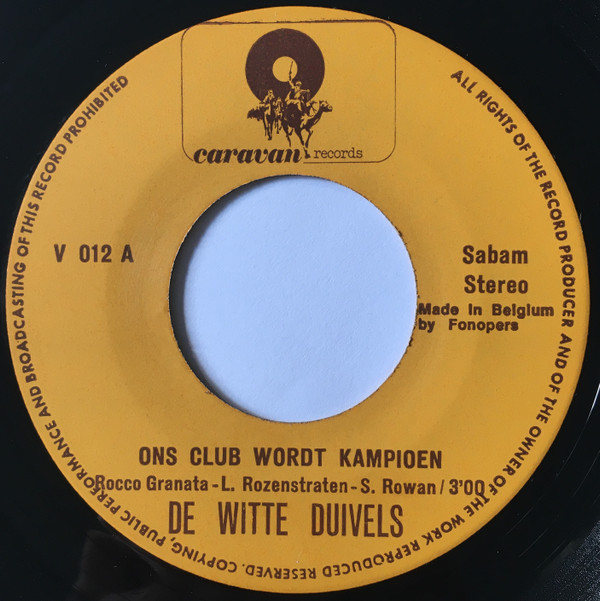 caravan records
V 012 A
Sabam
Stereo
Made in Belgium
by Fonopers
ONS CLUB WORDT KAMPIOEN
Rocco Granata - L. Rozenstraten - S. Rowan / 3'00
DE WITTE DUIVELS
ALL RIGHTS OF THE RECORD PRODUCER AND OF THE OWNER OF THE WORK REPRODUCED RESERVED. COPYING, PUBLIC PERFORMANCE AND BROADCASTING OF THIS RECORD PROHIBITED